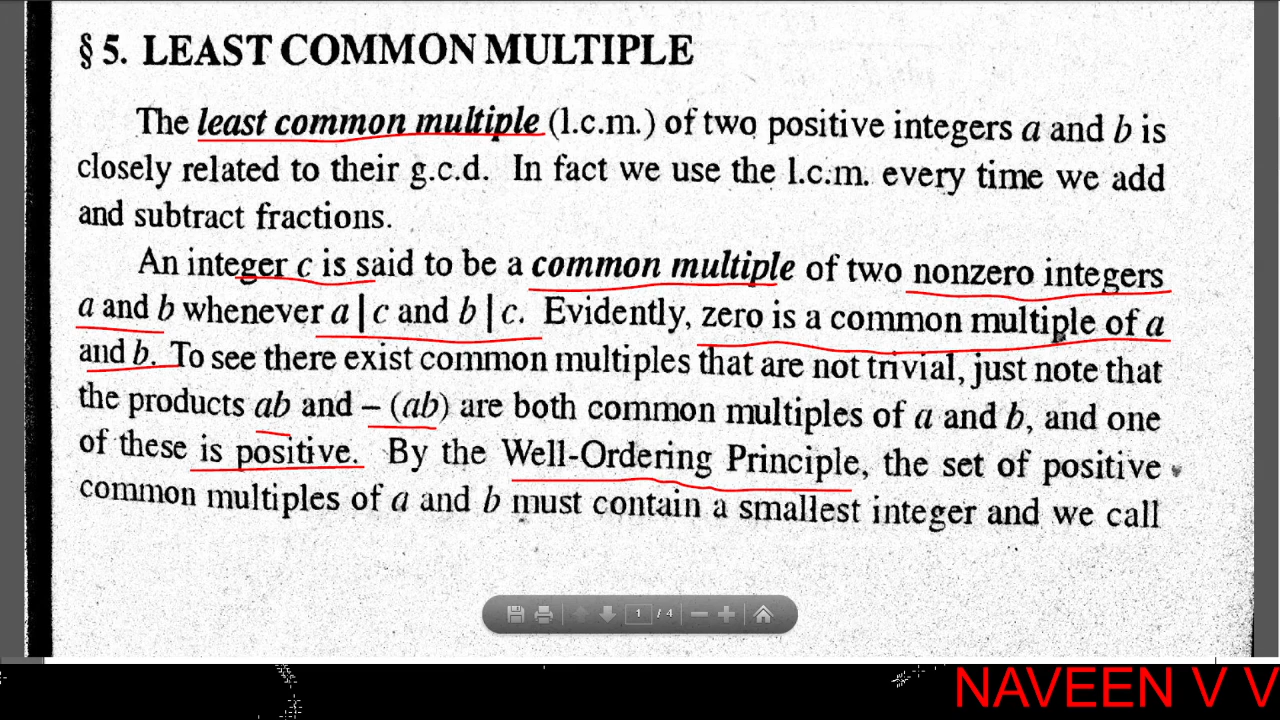 § 5. LEAST COMMON MULTIPLE
The least common multiple (l.c.m.) of two positive integers a and b is
closely related to their g.c.d. In fact we use the l.c.m. every time we add
and subtract fractions.
An integer c is said to be a common multiple of two nonzero integers
a and b whenever a | c and b | c. Evidently, zero is a common multiple of a
and b. To see there exist common multiples that are not trivial, just note that
the products ab and – (ab) are both common multiples of a and b, and one
of these is positive. By the Well-Ordering Principle, the set of positive
common multiples of a and b must contain a smallest integer and we call
1 / 4
NAVEEN V V